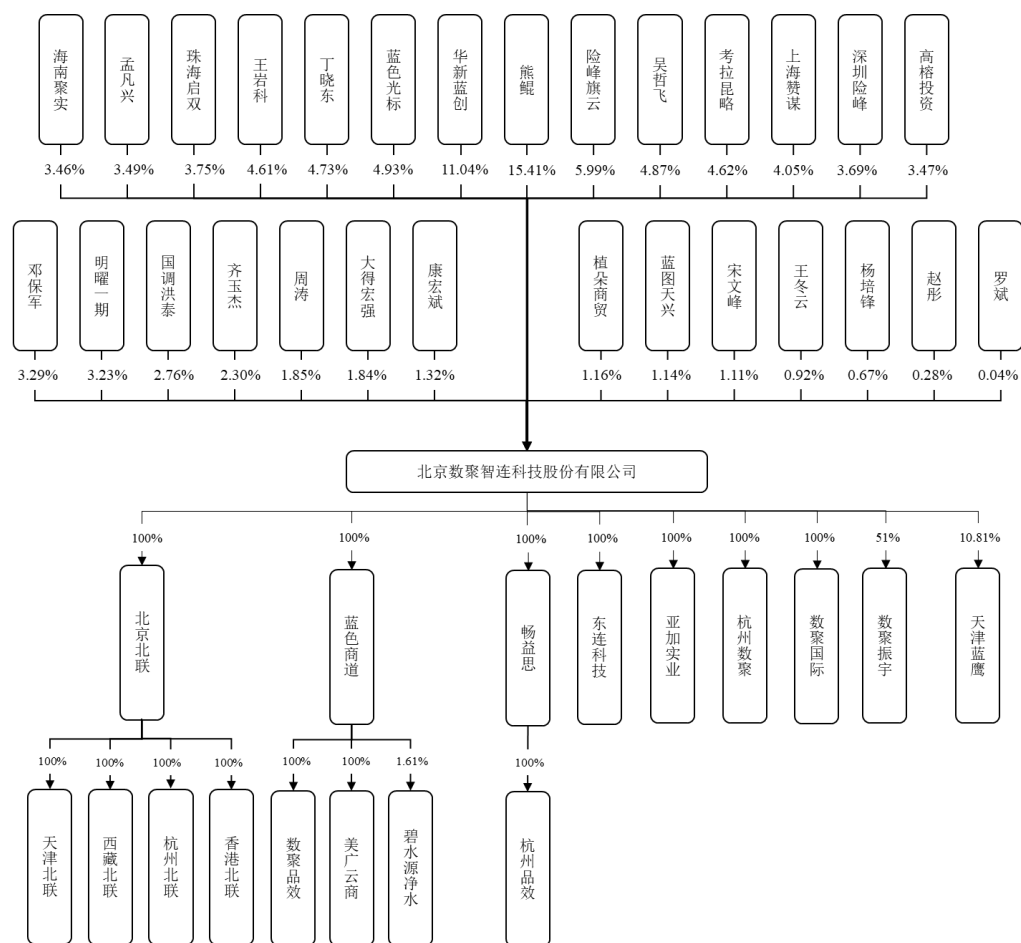 海南聚实
孟凡兴
珠海启双
王岩科
丁晓东
蓝色光标
华新蓝创
熊鲲
险峰旗云
吴哲飞
考拉昆略
上海赞谋
深圳险峰
高榕投资
3.46%
3.49%
3.75%
4.61%
4.73%
4.93%
11.04%
15.41%
5.99%
4.87%
4.62%
4.05%
3.69%
3.47%
邓保军
明曜一期
国调洪泰
齐玉杰
周涛
大得宏强
康宏斌
植朵商贸
蓝图天兴
宋文峰
王冬云
杨培锋
赵彤
罗斌
3.29%
3.23%
2.76%
2.30%
1.85%
1.84%
1.32%
1.16%
1.14%
1.11%
0.92%
0.67%
0.28%
0.04%
北京数聚智连科技股份有限公司
100%
100%
100%
100%
100%
100%
100%
51%
10.81%
北京北联
蓝色商道
畅益思
东连科技
亚加实业
杭州数聚
数聚国际
数聚振宇
天津蓝鹰
100%
100%
100%
100%
100%
100%
1.61%
100%
天津北联
西藏北联
杭州北联
香港北联
数聚品效
美广云商
碧水源净水
杭州品效